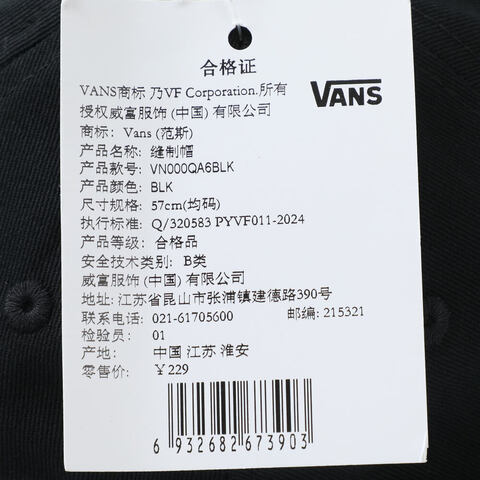 合格证
VANS商标 乃VF Corporation.所有
VANS
授权威富服饰 (中国) 有限公司
商标: Vans (范斯)
产品名称: 缝制帽
产品款号: VN000QA6BLK
产品颜色: BLK
尺寸规格: 57cm(均码)
执行标准: Q/320583 PYVF011-2024
产品等级: 合格品
安全技术类别: B类
威富服饰 (中国) 有限公司
地址: 江苏省昆山市张浦镇建德路390号
联系电话: 021-61705600 邮编: 215321
检验员: 01
产地: 中国 江苏 淮安
零售价: ¥229
6 932682 673903